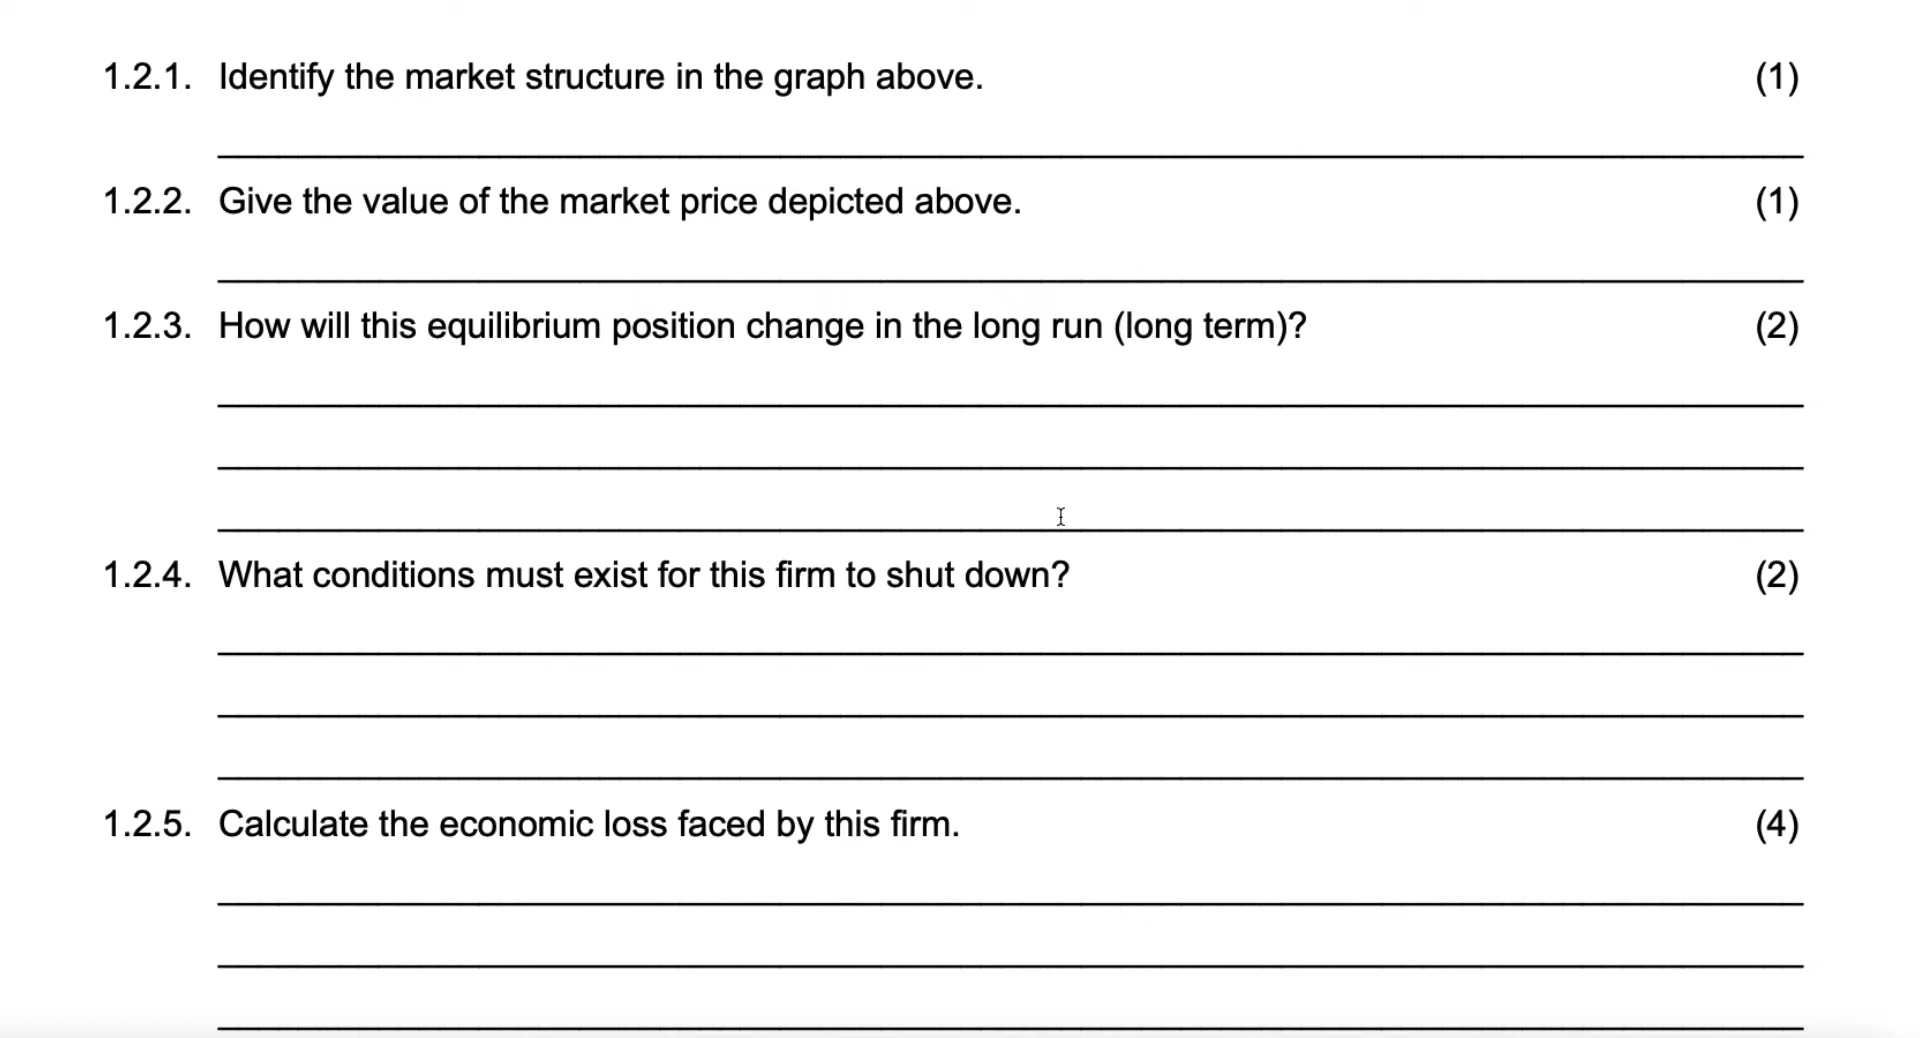 1.2.1. Identify the market structure in the graph above. (1)
1.2.2. Give the value of the market price depicted above. (1)
1.2.3. How will this equilibrium position change in the long run (long term)? (2)
1.2.4. What conditions must exist for this firm to shut down? (2)
1.2.5. Calculate the economic loss faced by this firm. (4)